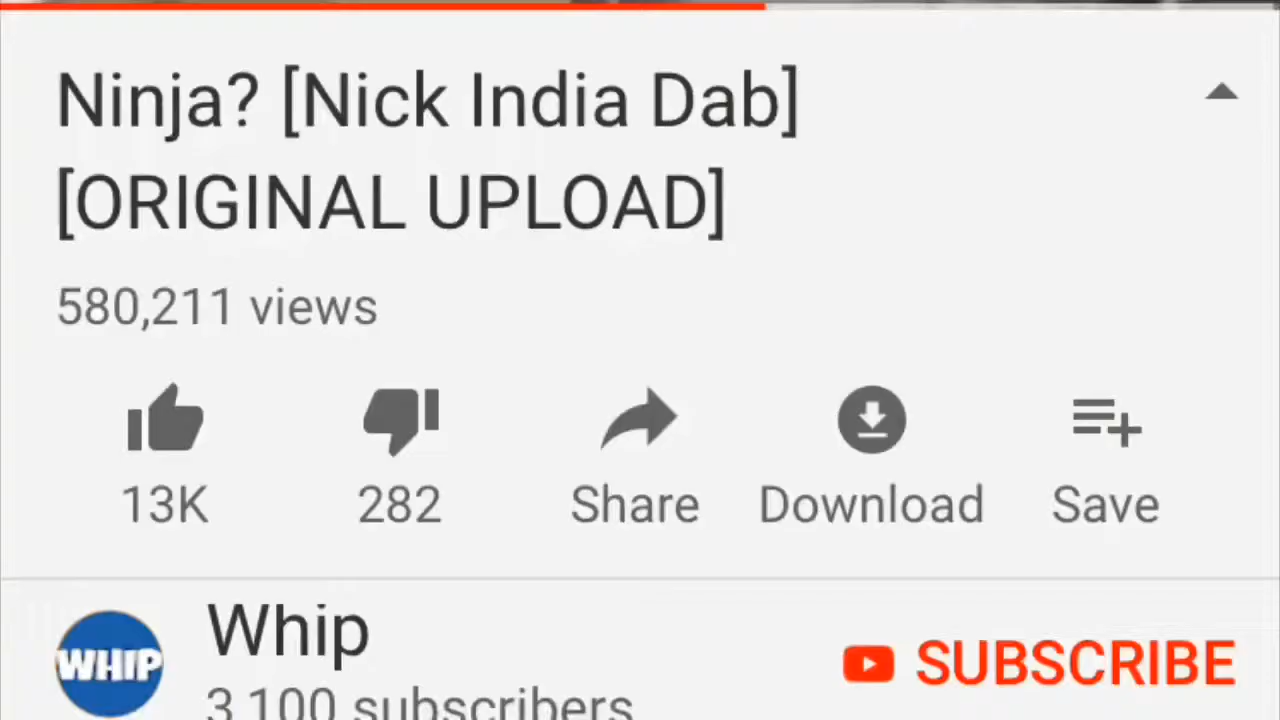 Ninja? [Nick India Dab]
[ORIGINAL UPLOAD]
580,211 views
13K 282 Share Download Save
Whip
WHIP SUBSCRIBE
3,100 subscribers